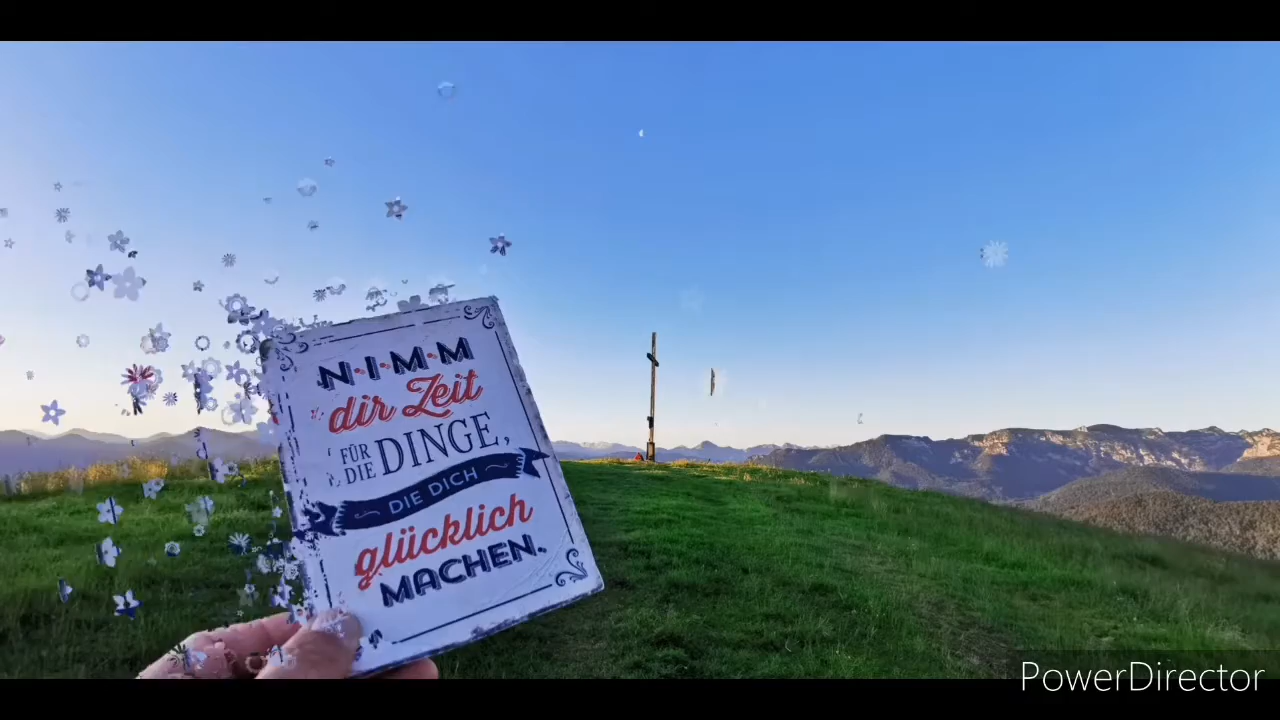 NIMM
dir Zeit
FÜR
DIE DINGE,
DIE DICH
glücklich
MACHEN.
PowerDirector